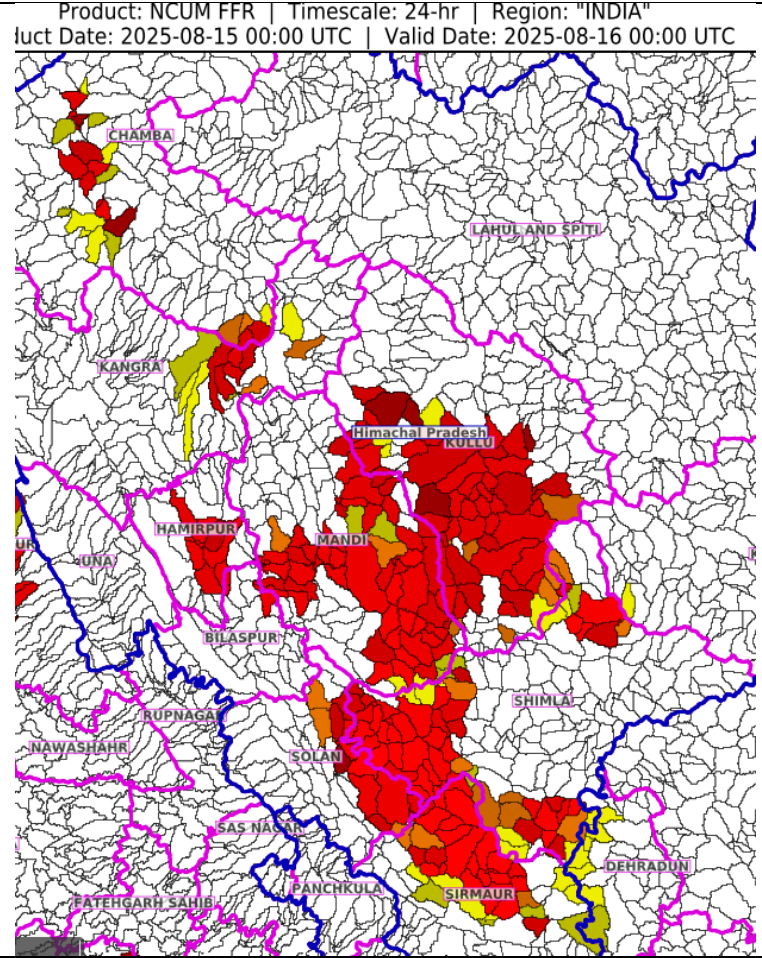 Product: NCUM FFR | Timescale: 24-hr | Region: "INDIA"
duct Date: 2025-08-15 00:00 UTC | Valid Date: 2025-08-16 00:00 UTC
CHAMBA
LAHUL AND SPITI
KANGRA
Himachal Pradesh
KULLU
HAMIRPUR
MANDI
UR
UNA
K
BILASPUR
SHIMLA
RUPNAGAR
NAWASHAHR
SOLAN
SAS NAGAR
DEHRADUN
PANCHKULA
SIRMAUR
FATEHGARH SAHIB